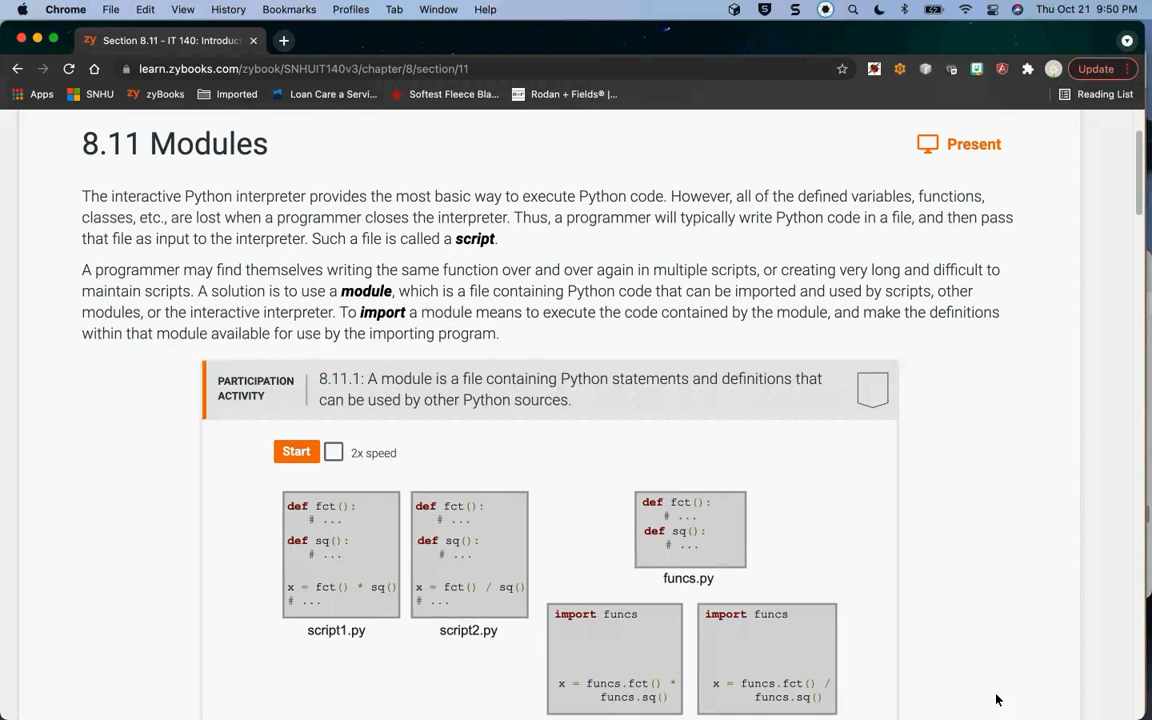 Chrome File Edit View History Bookmarks Profiles Tab Window Help Thu Oct 21 9:50 PM
zy Section 8.11 - IT 140: Introduc
learn.zybooks.com/zybook/SNHUIT140v3/chapter/8/section/11 Update
Apps SNHU zy zyBooks Imported Loan Care a Servi... Softest Fleece Bla... R+F Rodan + Fields® |... Reading List
8.11 Modules
Present
The interactive Python interpreter provides the most basic way to execute Python code. However, all of the defined variables, functions,
classes, etc., are lost when a programmer closes the interpreter. Thus, a programmer will typically write Python code in a file, and then pass
that file as input to the interpreter. Such a file is called a script.
A programmer may find themselves writing the same function over and over again in multiple scripts, or creating very long and difficult to
maintain scripts. A solution is to use a module, which is a file containing Python code that can be imported and used by scripts, other
modules, or the interactive interpreter. To import a module means to execute the code contained by the module, and make the definitions
within that module available for use by the importing program.
PARTICIPATION
ACTIVITY
8.11.1: A module is a file containing Python statements and definitions that
can be used by other Python sources.
Start 2x speed
def fct():
# ...
def sq():
# ...
x = fct() * sq()
# ...
script1.py
def fct():
# ...
def sq():
# ...
x = fct() / sq()
# ...
script2.py
def fct():
# ...
def sq():
# ...
funcs.py
import funcs
x = funcs.fct() *
funcs.sq()
import funcs
x = funcs.fct() /
funcs.sq()